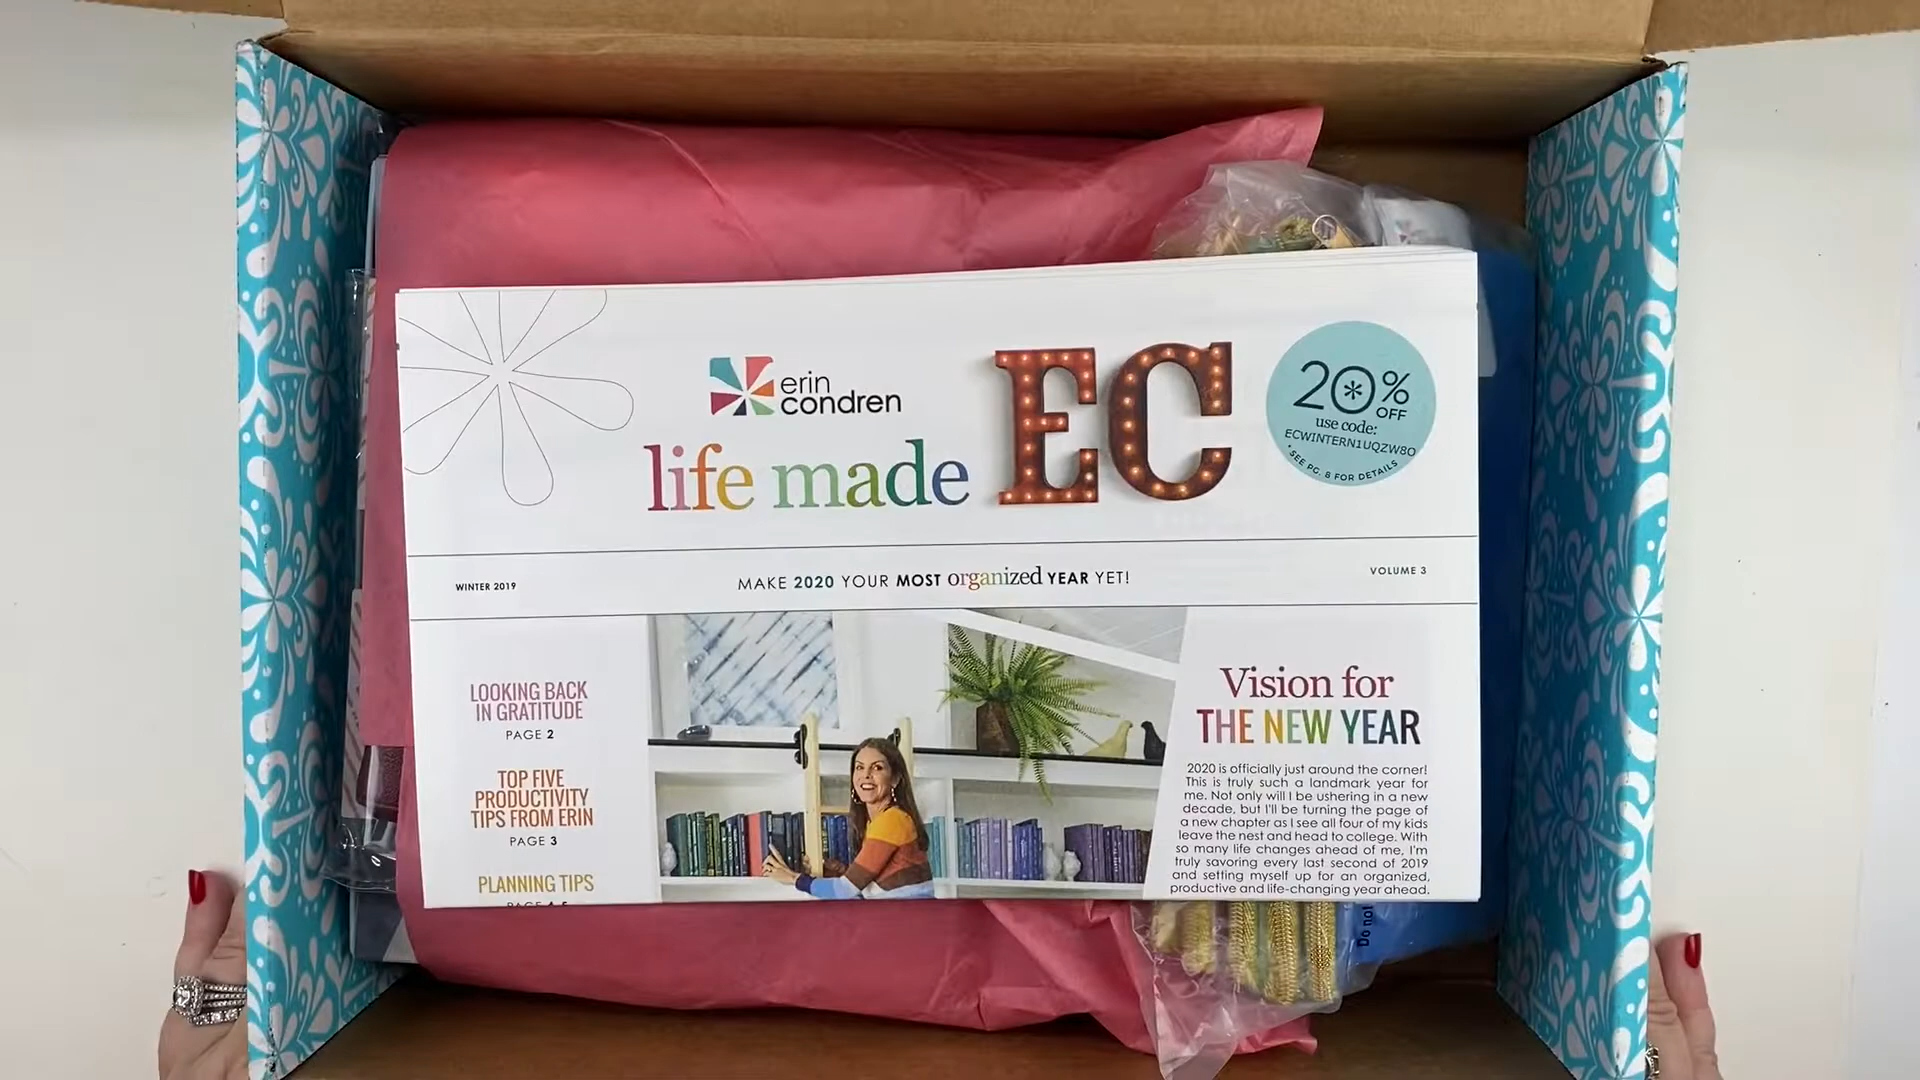 erin
condren
life made EC
20% OFF
use code:
ECWINTERN1UQZW8O
* SEE PG. 8 FOR DETAILS
WINTER 2019
MAKE 2020 YOUR MOST organized YEAR YET!
VOLUME 3
LOOKING BACK
IN GRATITUDE
PAGE 2
TOP FIVE
PRODUCTIVITY
TIPS FROM ERIN
PAGE 3
PLANNING TIPS
Vision for
THE NEW YEAR
2020 is officially just around the corner!
This is truly such a landmark year for
me. Not only will I be ushering in a new
decade, but I'll be turning the page of
a new chapter as I see all four of my kids
leave the nest and head to college. With
so many life changes ahead of me, I'm
truly savoring every last second of 2019
and setting myself up for an organized,
productive and life-changing year ahead.
Do not